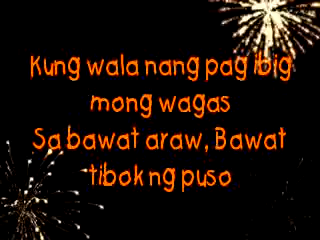 Kung wala nang pag ibig
mong wagas
Sa bawat araw, Bawat
tibok ng puso